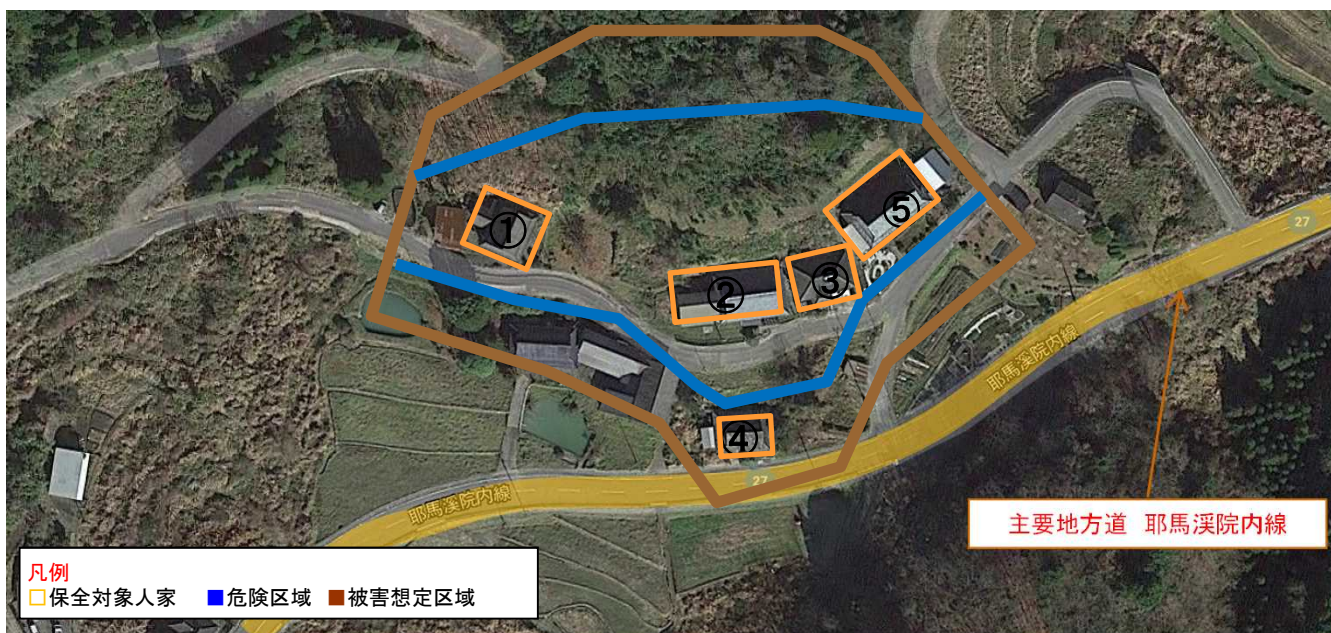 ①
⑤
②
③
④
27
耶馬溪院内線
27
耶馬溪院内線
主要地方道 耶馬渓院内線
凡例
□保全対象人家 ■危険区域 ■被害想定区域